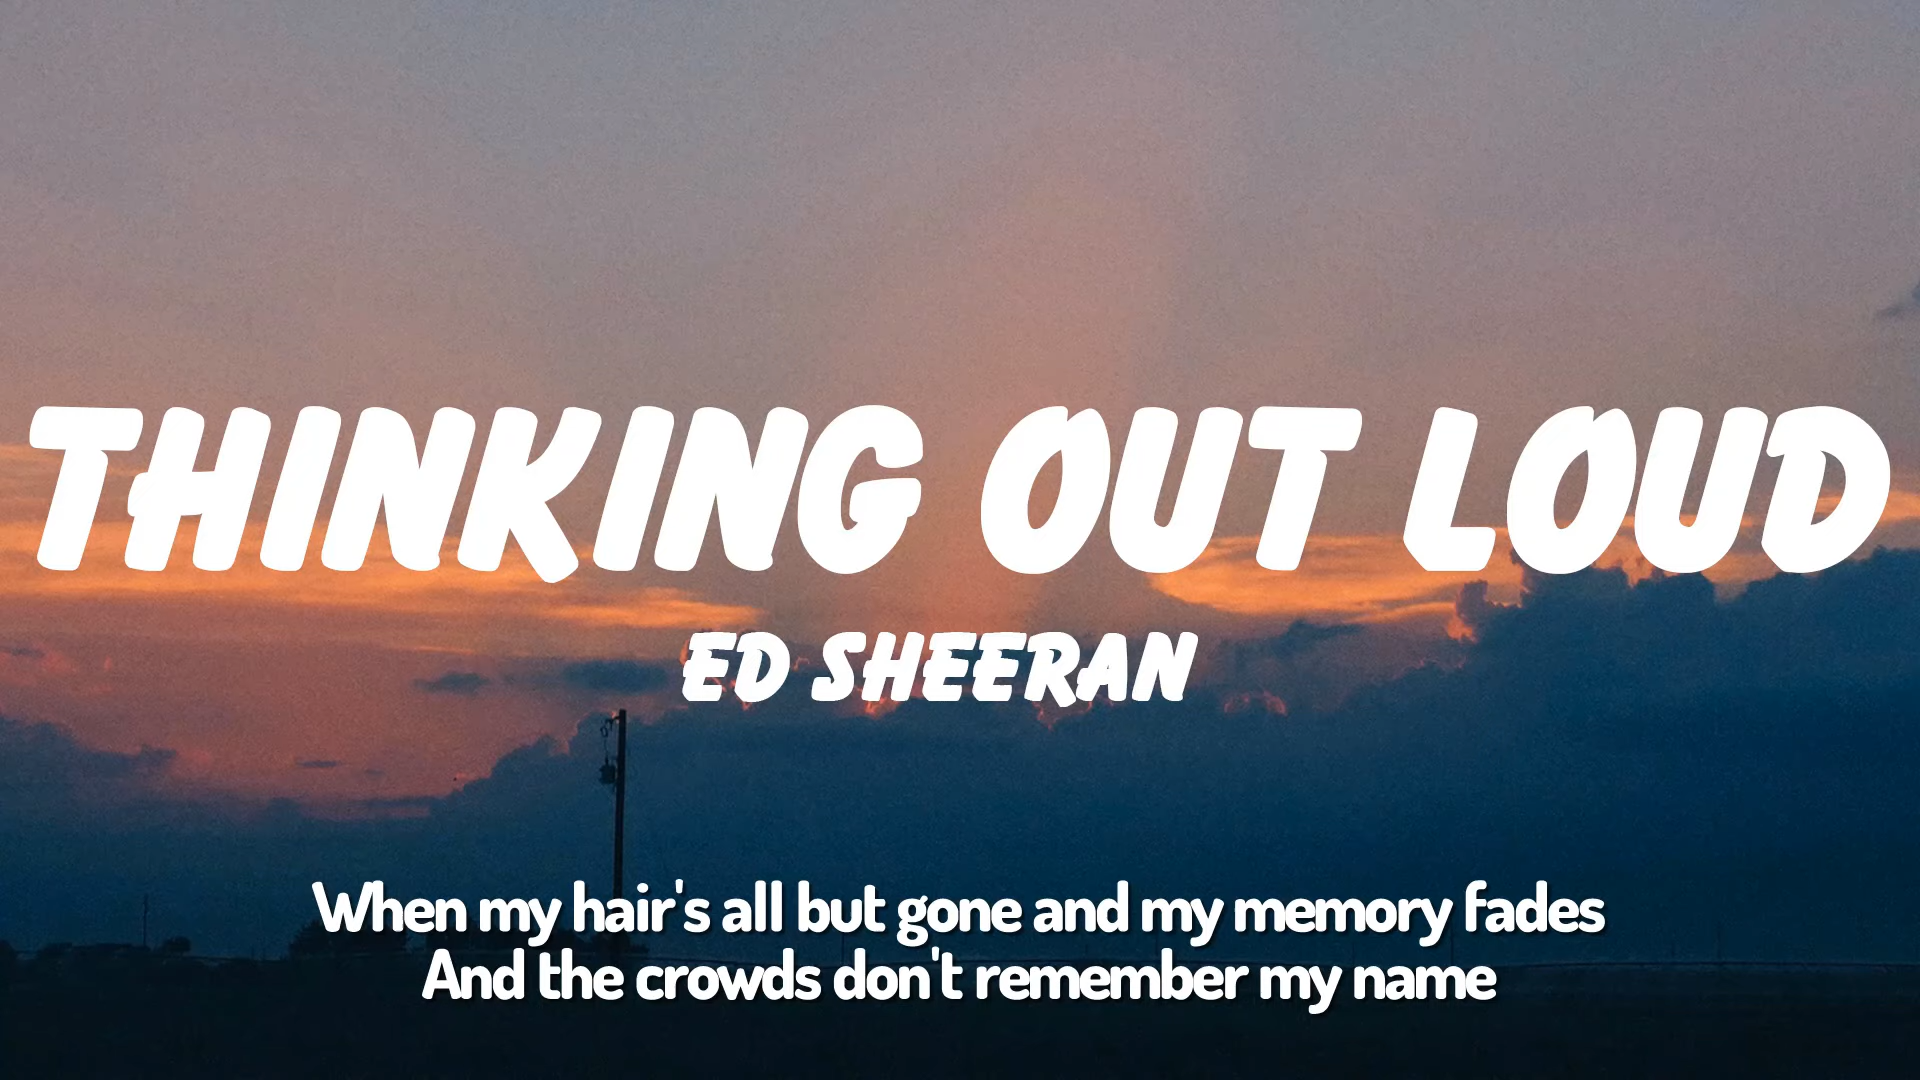 THINKING OUT LOUD
ED SHEERAN
When my hair's all but gone and my memory fades
And the crowds don't remember my name